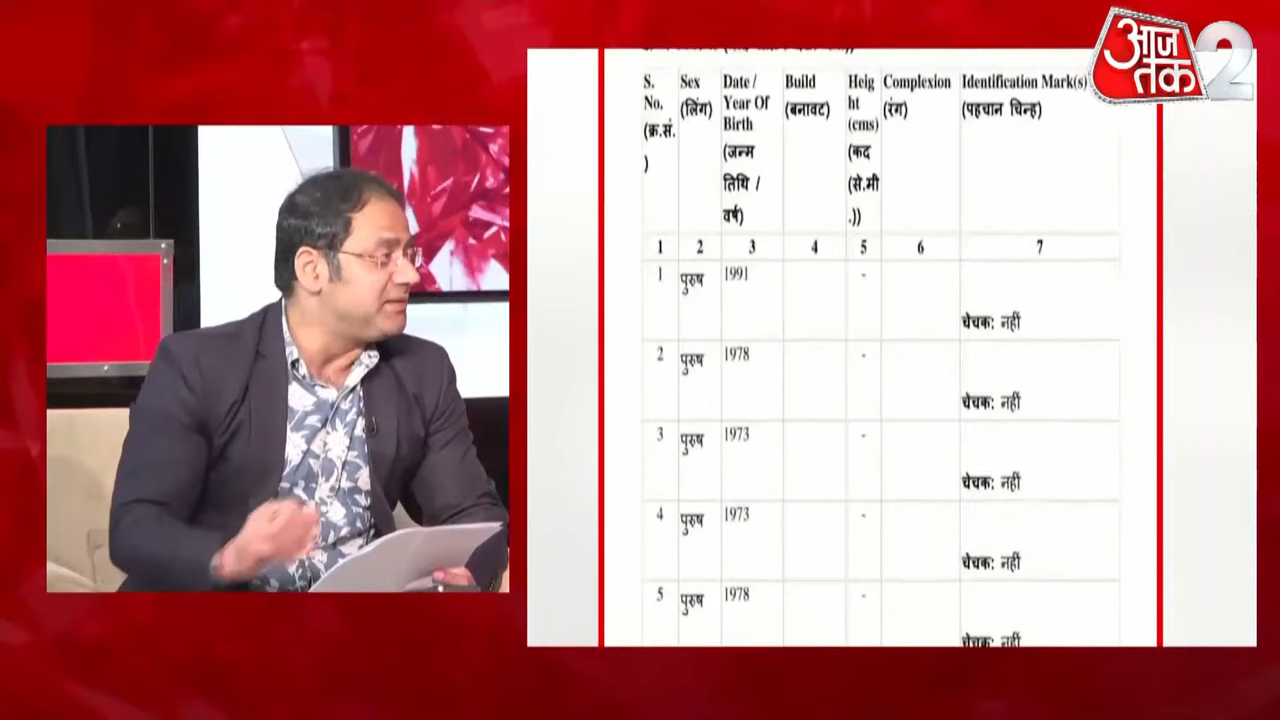 आज
तक 2
S.
No.
(क्र.सं.
)
Sex
(लिंग)
Date /
Year Of
Birth
(जन्म
तिथि /
वर्ष)
Build
(बनावट)
Heig
ht
(cms)
(कद
(से.मी
.))
Complexion
(रंग)
Identification Mark(s)
(पहचान चिन्ह)
1 2 3 4 5 6 7
1 पुरुष 1991 -
चेचक: नहीं
2 पुरुष 1978 -
चेचक: नहीं
3 पुरुष 1973 -
चेचक: नहीं
4 पुरुष 1973 -
चेचक: नहीं
5 पुरुष 1978 -
चेचक: नहीं